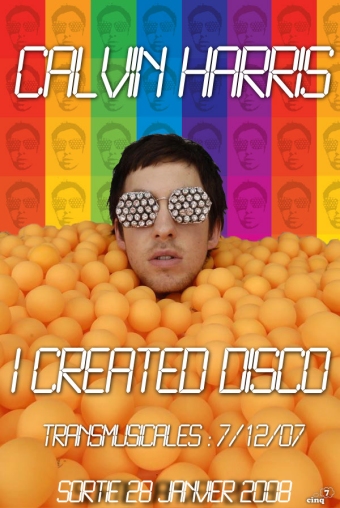 CALVIN HARRIS
I CREATED DISCO
TRANSMUSICALES : 7/12/07
SORTIE 28 JANVIER 2008
cinq 7